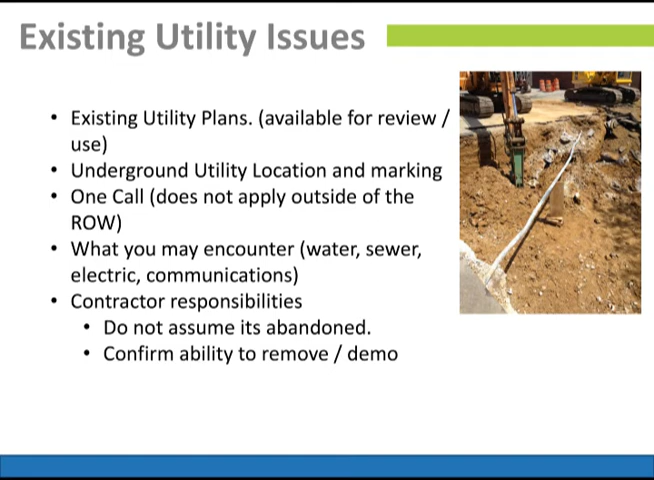 Existing Utility Issues
• Existing Utility Plans. (available for review /
use)
• Underground Utility Location and marking
• One Call (does not apply outside of the
ROW)
• What you may encounter (water, sewer,
electric, communications)
• Contractor responsibilities
• Do not assume its abandoned.
• Confirm ability to remove / demo